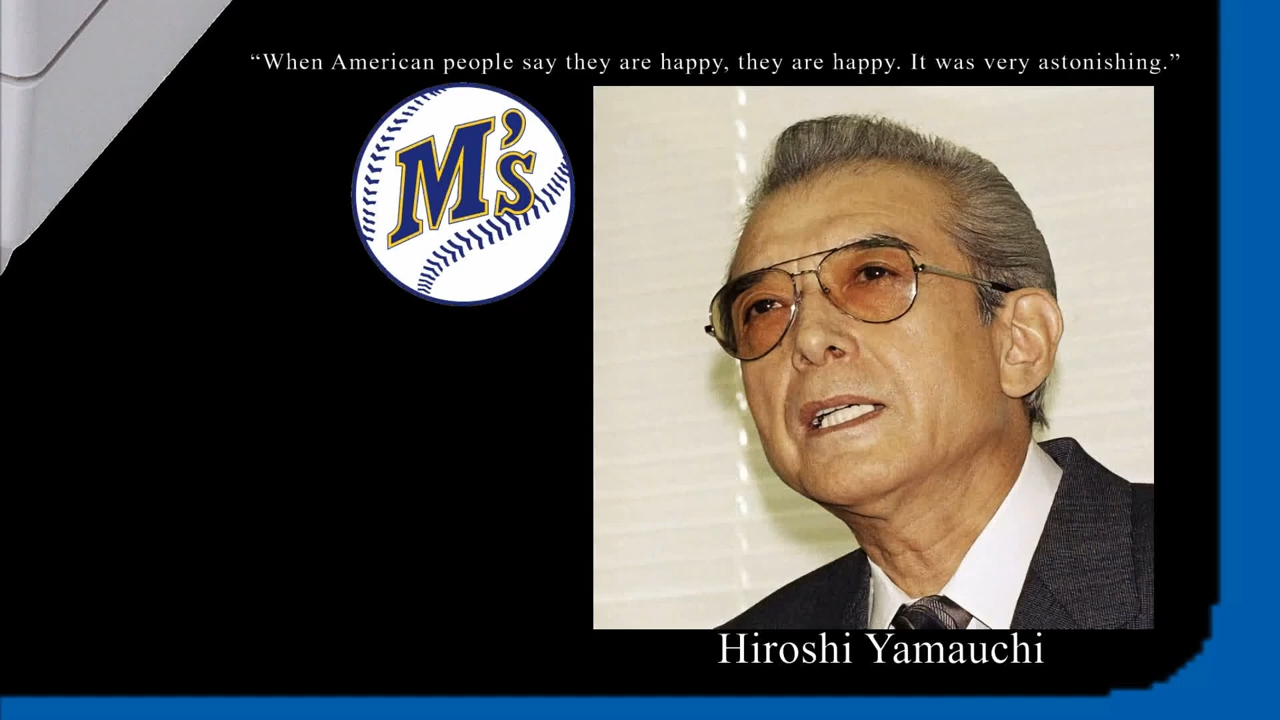 “When American people say they are happy, they are happy. It was very astonishing.”
M's
Hiroshi Yamauchi